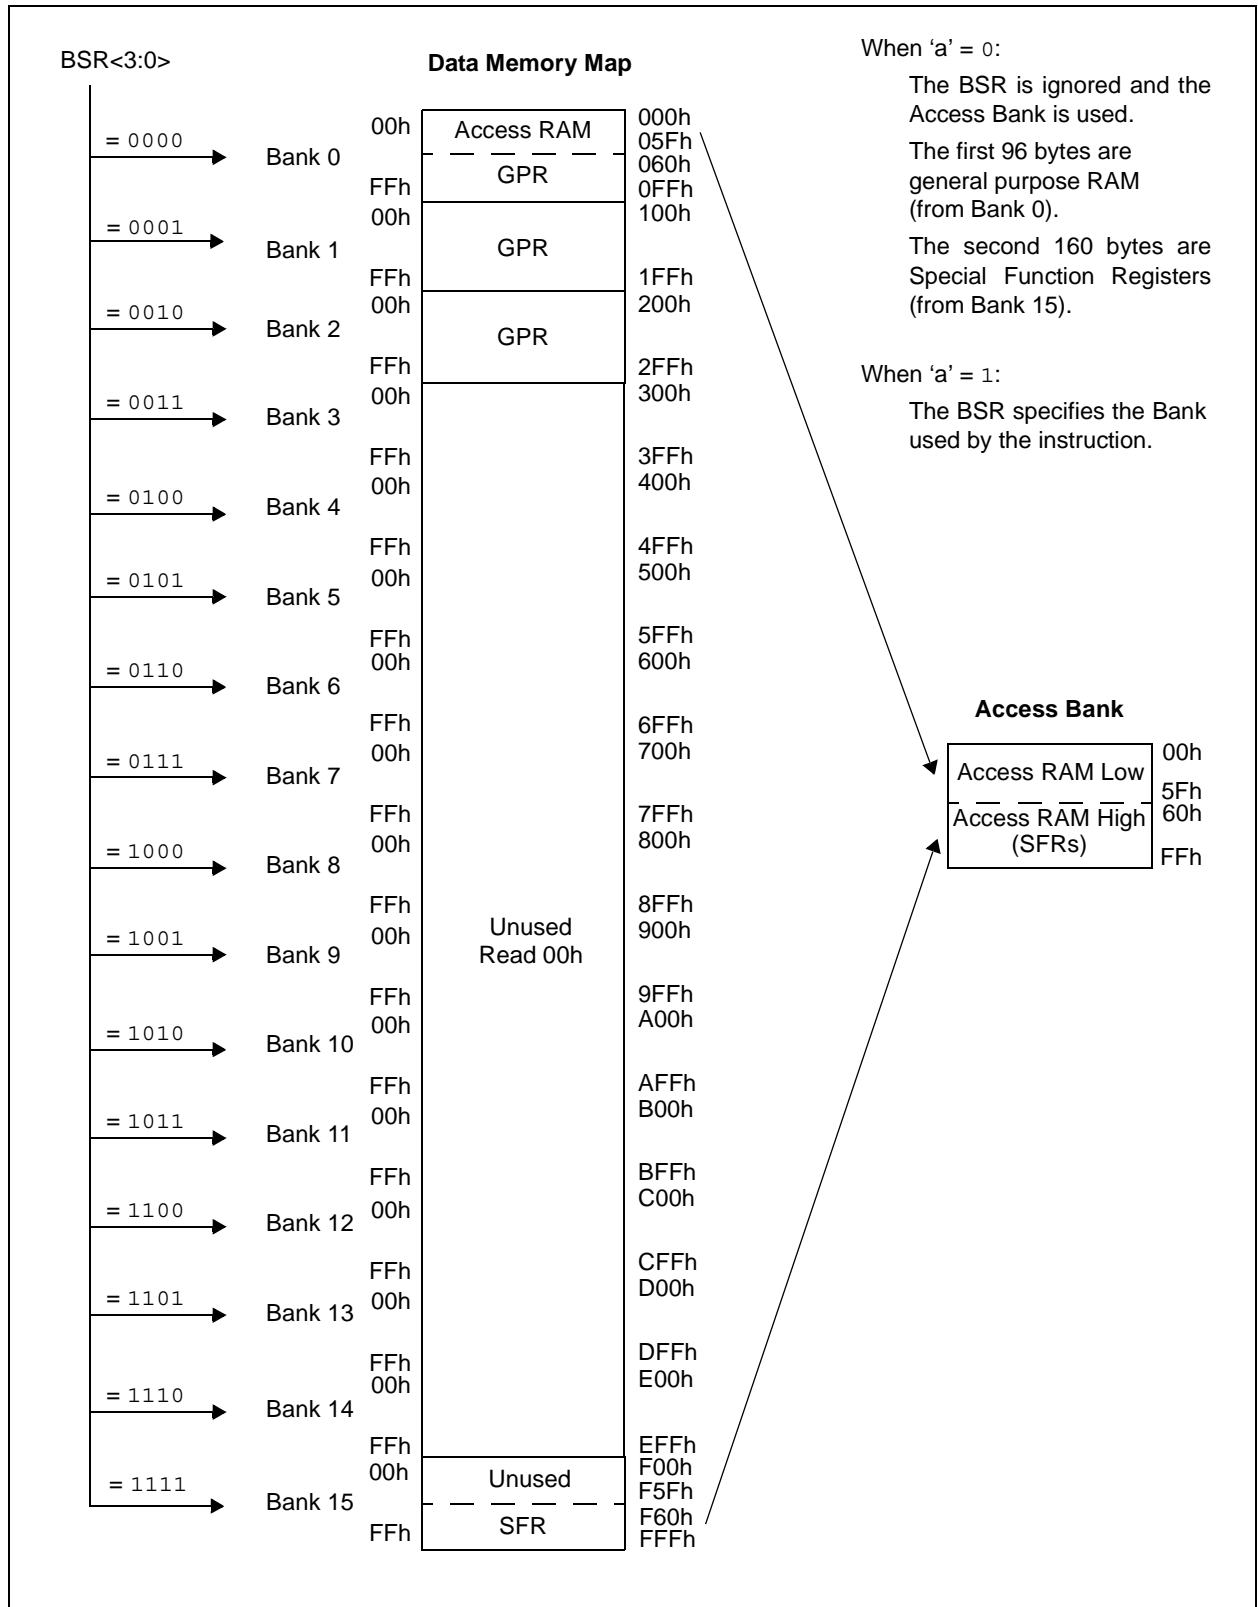 BSR<3:0>
Data Memory Map
When ‘a’ = 0:
The BSR is ignored and the
Access Bank is used.
The first 96 bytes are
general purpose RAM
(from Bank 0).
The second 160 bytes are
Special Function Registers
(from Bank 15).
When ‘a’ = 1:
The BSR specifies the Bank
used by the instruction.
= 0000
Bank 0
00h
Access RAM
000h
05Fh
060h
GPR
FFh
0FFh
= 0001
Bank 1
00h
100h
GPR
FFh
1FFh
= 0010
Bank 2
00h
200h
GPR
FFh
2FFh
= 0011
Bank 3
00h
300h
FFh
3FFh
= 0100
Bank 4
00h
400h
FFh
4FFh
= 0101
Bank 5
00h
500h
FFh
5FFh
= 0110
Bank 6
00h
600h
FFh
6FFh
= 0111
Bank 7
00h
700h
FFh
7FFh
= 1000
Bank 8
00h
800h
FFh
8FFh
= 1001
Bank 9
00h
900h
Unused
Read 00h
FFh
9FFh
= 1010
Bank 10
00h
A00h
FFh
AFFh
= 1011
Bank 11
00h
B00h
FFh
BFFh
= 1100
Bank 12
00h
C00h
FFh
CFFh
= 1101
Bank 13
00h
D00h
FFh
DFFh
= 1110
Bank 14
00h
E00h
FFh
EFFh
= 1111
Bank 15
00h
F00h
Unused
F5Fh
F60h
SFR
FFh
FFFh
Access Bank
Access RAM Low
00h
5Fh
60h
Access RAM High
(SFRs)
FFh